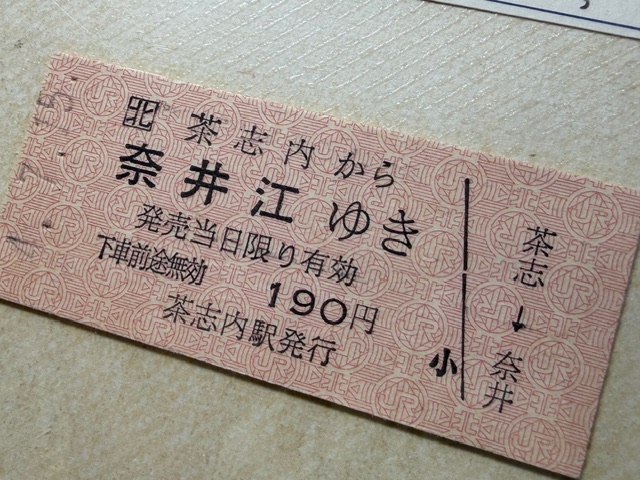 北 茶志内から
奈井江ゆき
発売当日限り有効
下車前途無効
190円
茶志内駅発行
小
茶志
↓
奈井